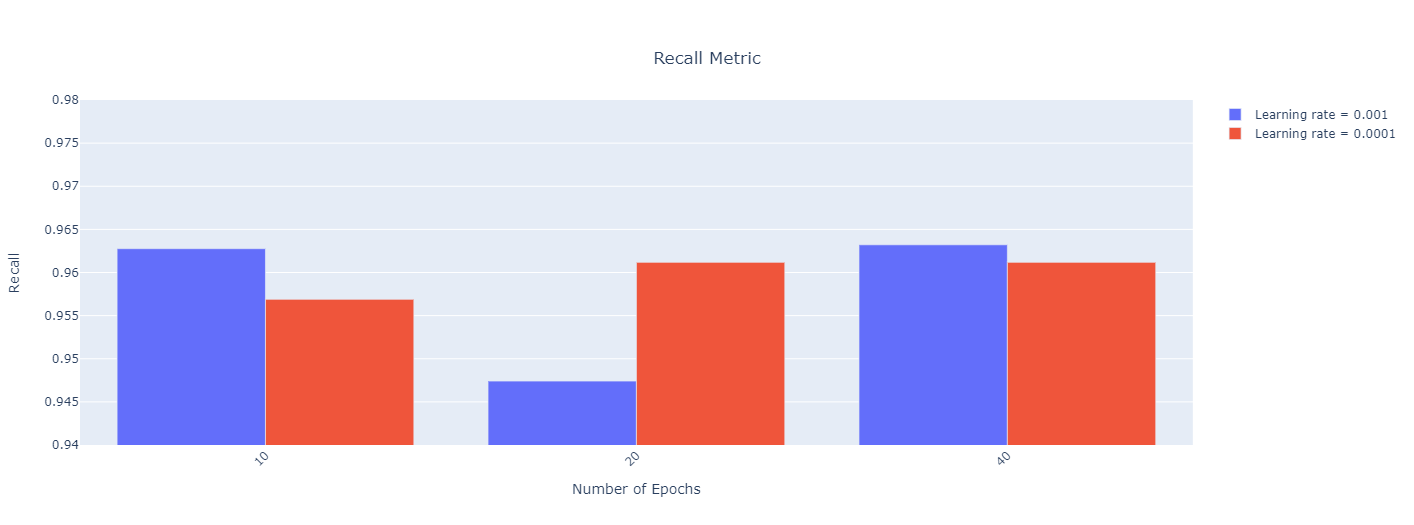 Recall Metric
0.98
0.975
0.97
0.965
0.96
0.955
0.95
0.945
0.94
Recall
10
20
40
Number of Epochs
Learning rate = 0.001
Learning rate = 0.0001